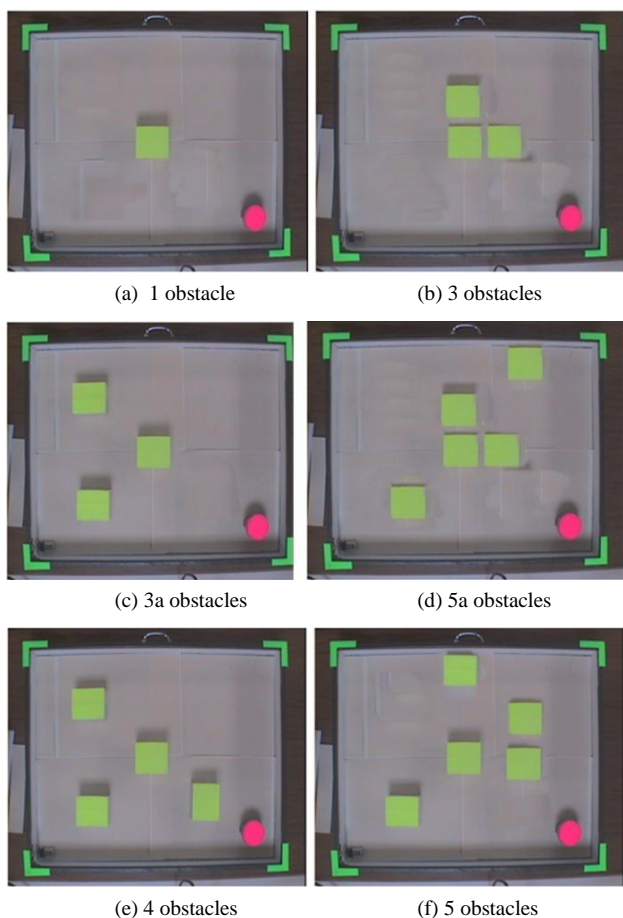 (a) 1 obstacle
(b) 3 obstacles
(c) 3a obstacles
(d) 5a obstacles
(e) 4 obstacles
(f) 5 obstacles